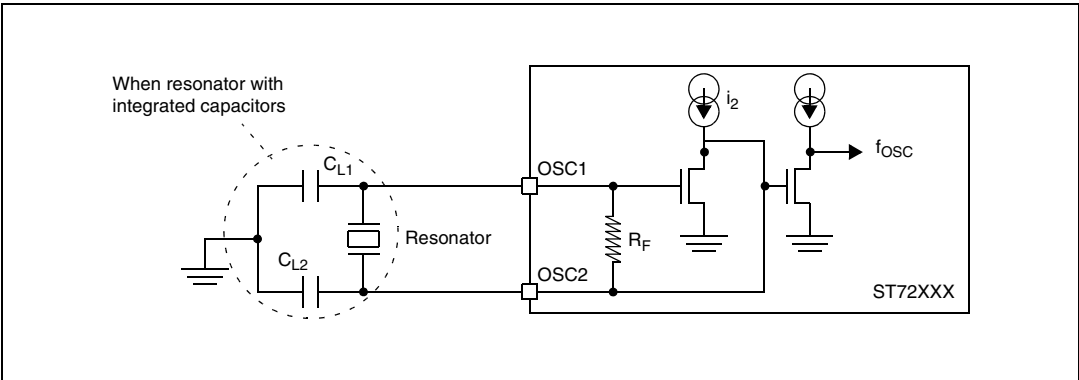 When resonator with
integrated capacitors
CL1
OSC1
i2
fOSC
Resonator
RF
CL2
OSC2
ST72XXX